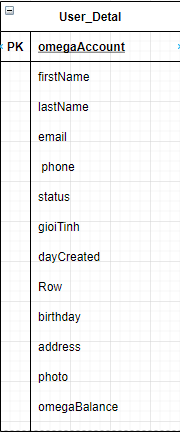 User_Detal
PK omegaAccount
firstName
lastName
email
phone
status
gioiTinh
dayCreated
Row
birthday
address
photo
omegaBalance